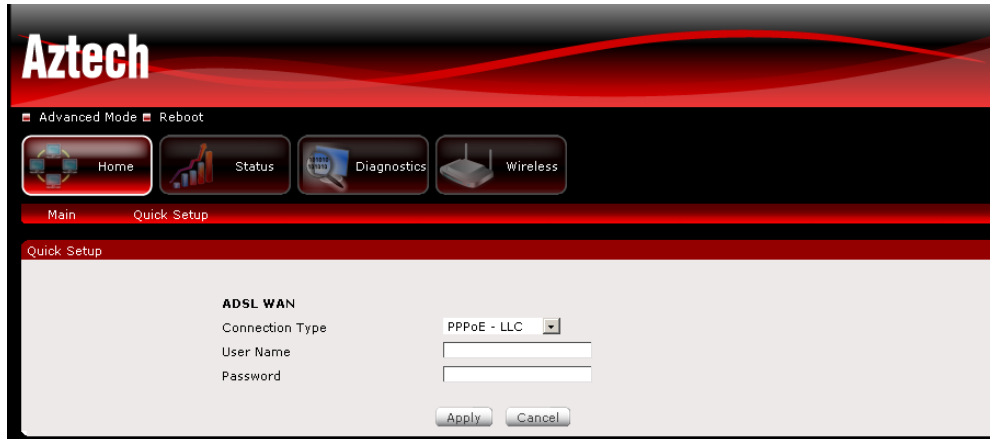 Aztech
Advanced Mode Reboot
Home Status Diagnostics Wireless
Main Quick Setup
Quick Setup
ADSL WAN
Connection Type PPPoE - LLC
User Name
Password
Apply Cancel